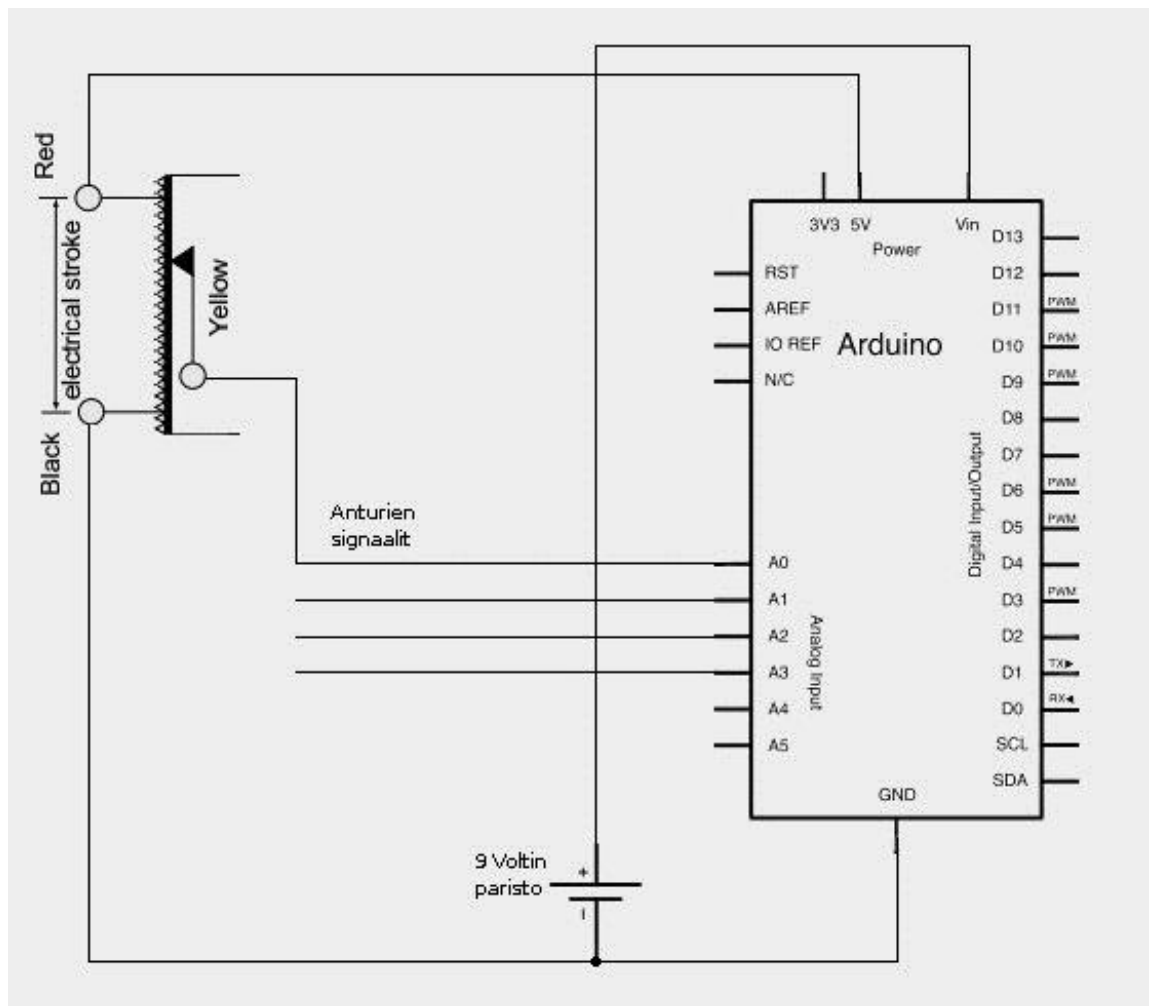 Red
electrical stroke
Black
Yellow
Anturien
signaalit
9 Voltin
paristo
+
3V3 5V Vin
Power
Arduino
RST
AREF
IO REF
N/C
A0
A1
A2
A3
A4
A5
Analog Input
D13
D12
D11 PWM
D10 PWM
D9 PWM
D8
D7
D6 PWM
D5 PWM
D4
D3 PWM
D2
D1 TX▶
D0 RX◀
SCL
SDA
Digital Input/Output
GND